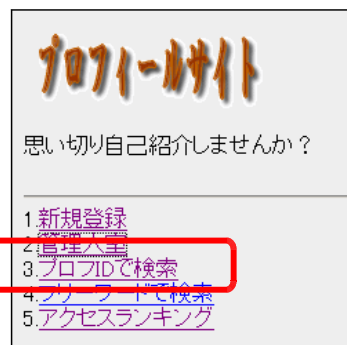 プロフィールサイト
思い切り自己紹介しませんか？
1.新規登録
2.管理人室
3.プロフIDで検索
4.フリーワードで検索
5.アクセスランキング